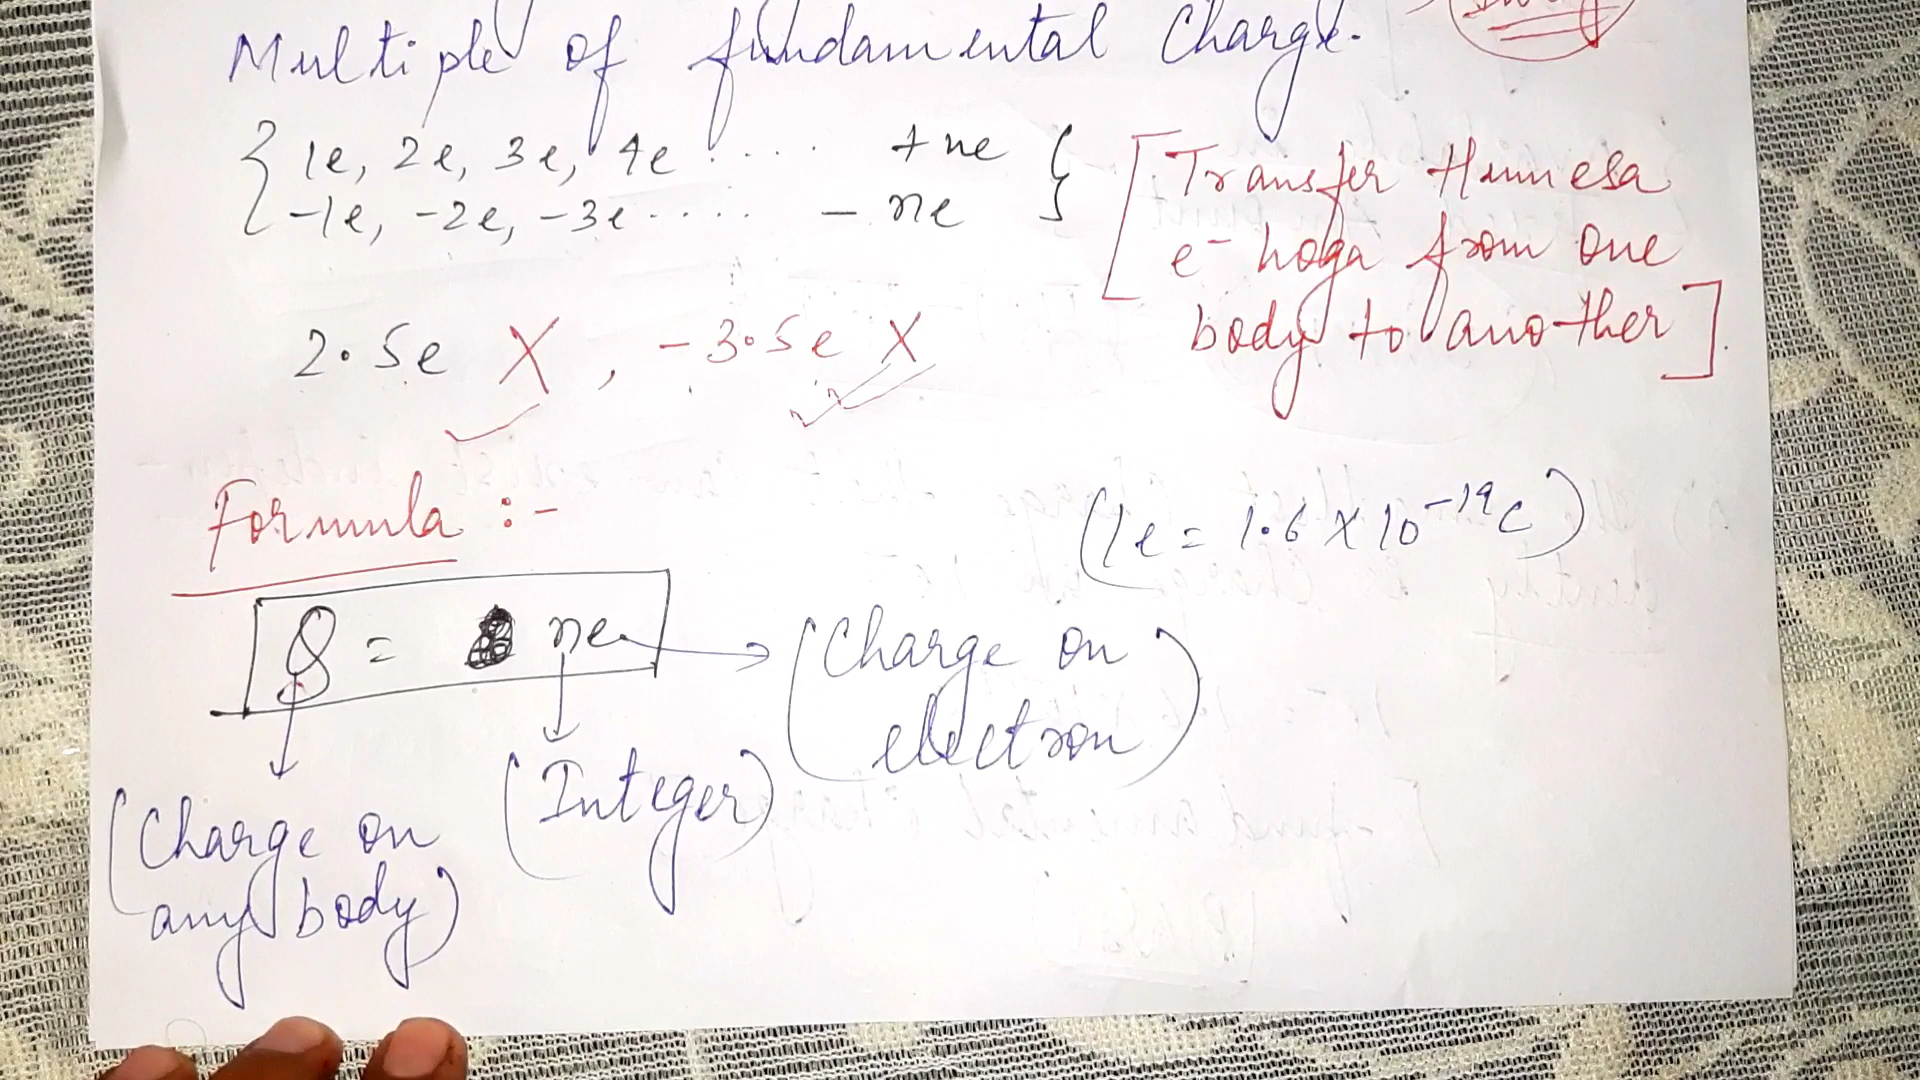 Multiple of fundamental Charge.
{ 1e, 2e, 3e, 4e ..... +ne }
{ -1e, -2e, -3e ..... - ne }
[Transfer Humesa
e⁻ hoga from one
body to another].
2.5e X , -3.5e X
Formula :-
(1e = 1.6 X 10⁻¹⁹ C)
Q = ne
(Charge on
electron)
(Integer)
(Charge on
any body)